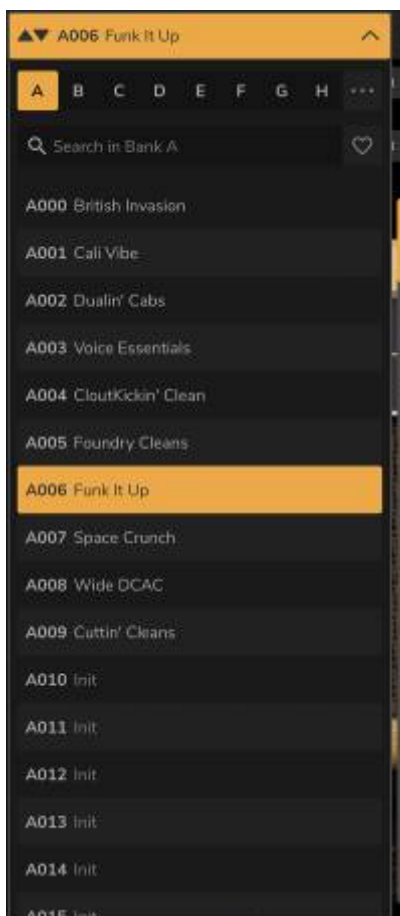 A006 Funk It Up
A B C D E F G H ...
Search in Bank A
A000 British Invasion
A001 Cali Vibe
A002 Dualin' Cabs
A003 Voice Essentials
A004 CloutKickin' Clean
A005 Foundry Cleans
A006 Funk It Up
A007 Space Crunch
A008 Wide DCAC
A009 Cuttin' Cleans
A010 Init
A011 Init
A012 Init
A013 Init
A014 Init
A015 Init